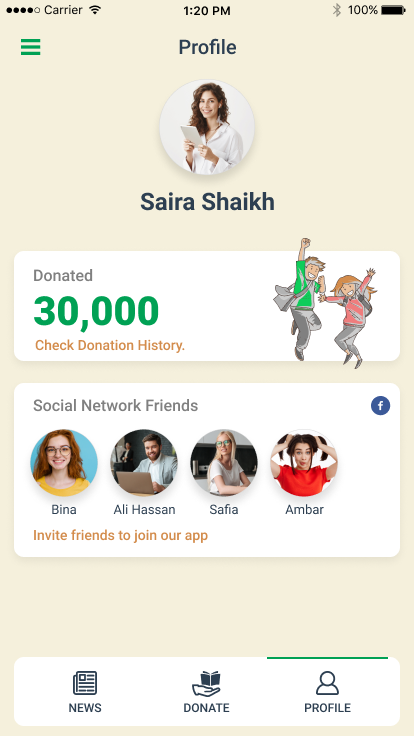 Carrier 1:20 PM 100%
Profile
Saira Shaikh
Donated
30,000
Check Donation History.
Social Network Friends
f
Bina Ali Hassan Safia Ambar
Invite friends to join our app
NEWS DONATE PROFILE